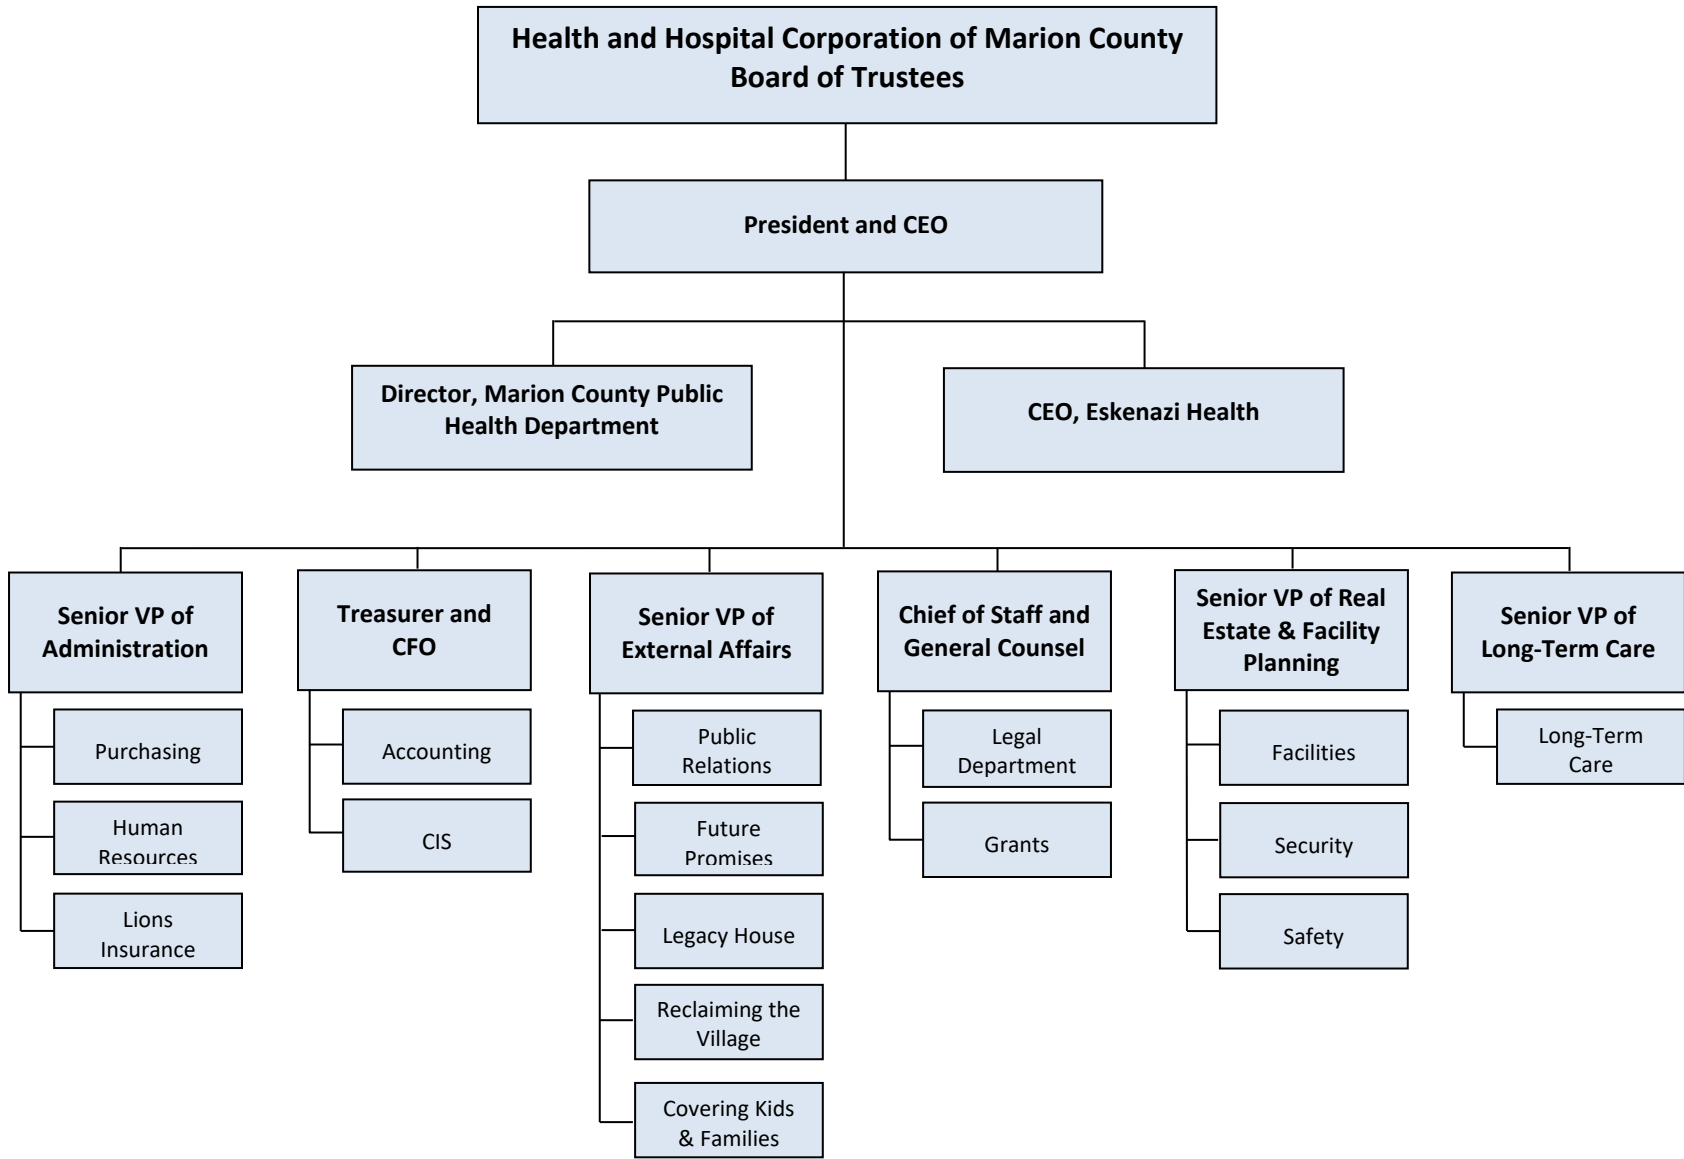 Health and Hospital Corporation of Marion County
Board of Trustees
President and CEO
Director, Marion County Public
Health Department
CEO, Eskenazi Health
Senior VP of
Administration
Purchasing
Human
Resources
Lions
Insurance
Treasurer and
CFO
Accounting
CIS
Senior VP of
External Affairs
Public
Relations
Future
Promises
Legacy House
Reclaiming the
Village
Covering Kids
& Families
Chief of Staff and
General Counsel
Legal
Department
Grants
Senior VP of Real
Estate & Facility
Planning
Facilities
Security
Safety
Senior VP of
Long-Term Care
Long-Term
Care